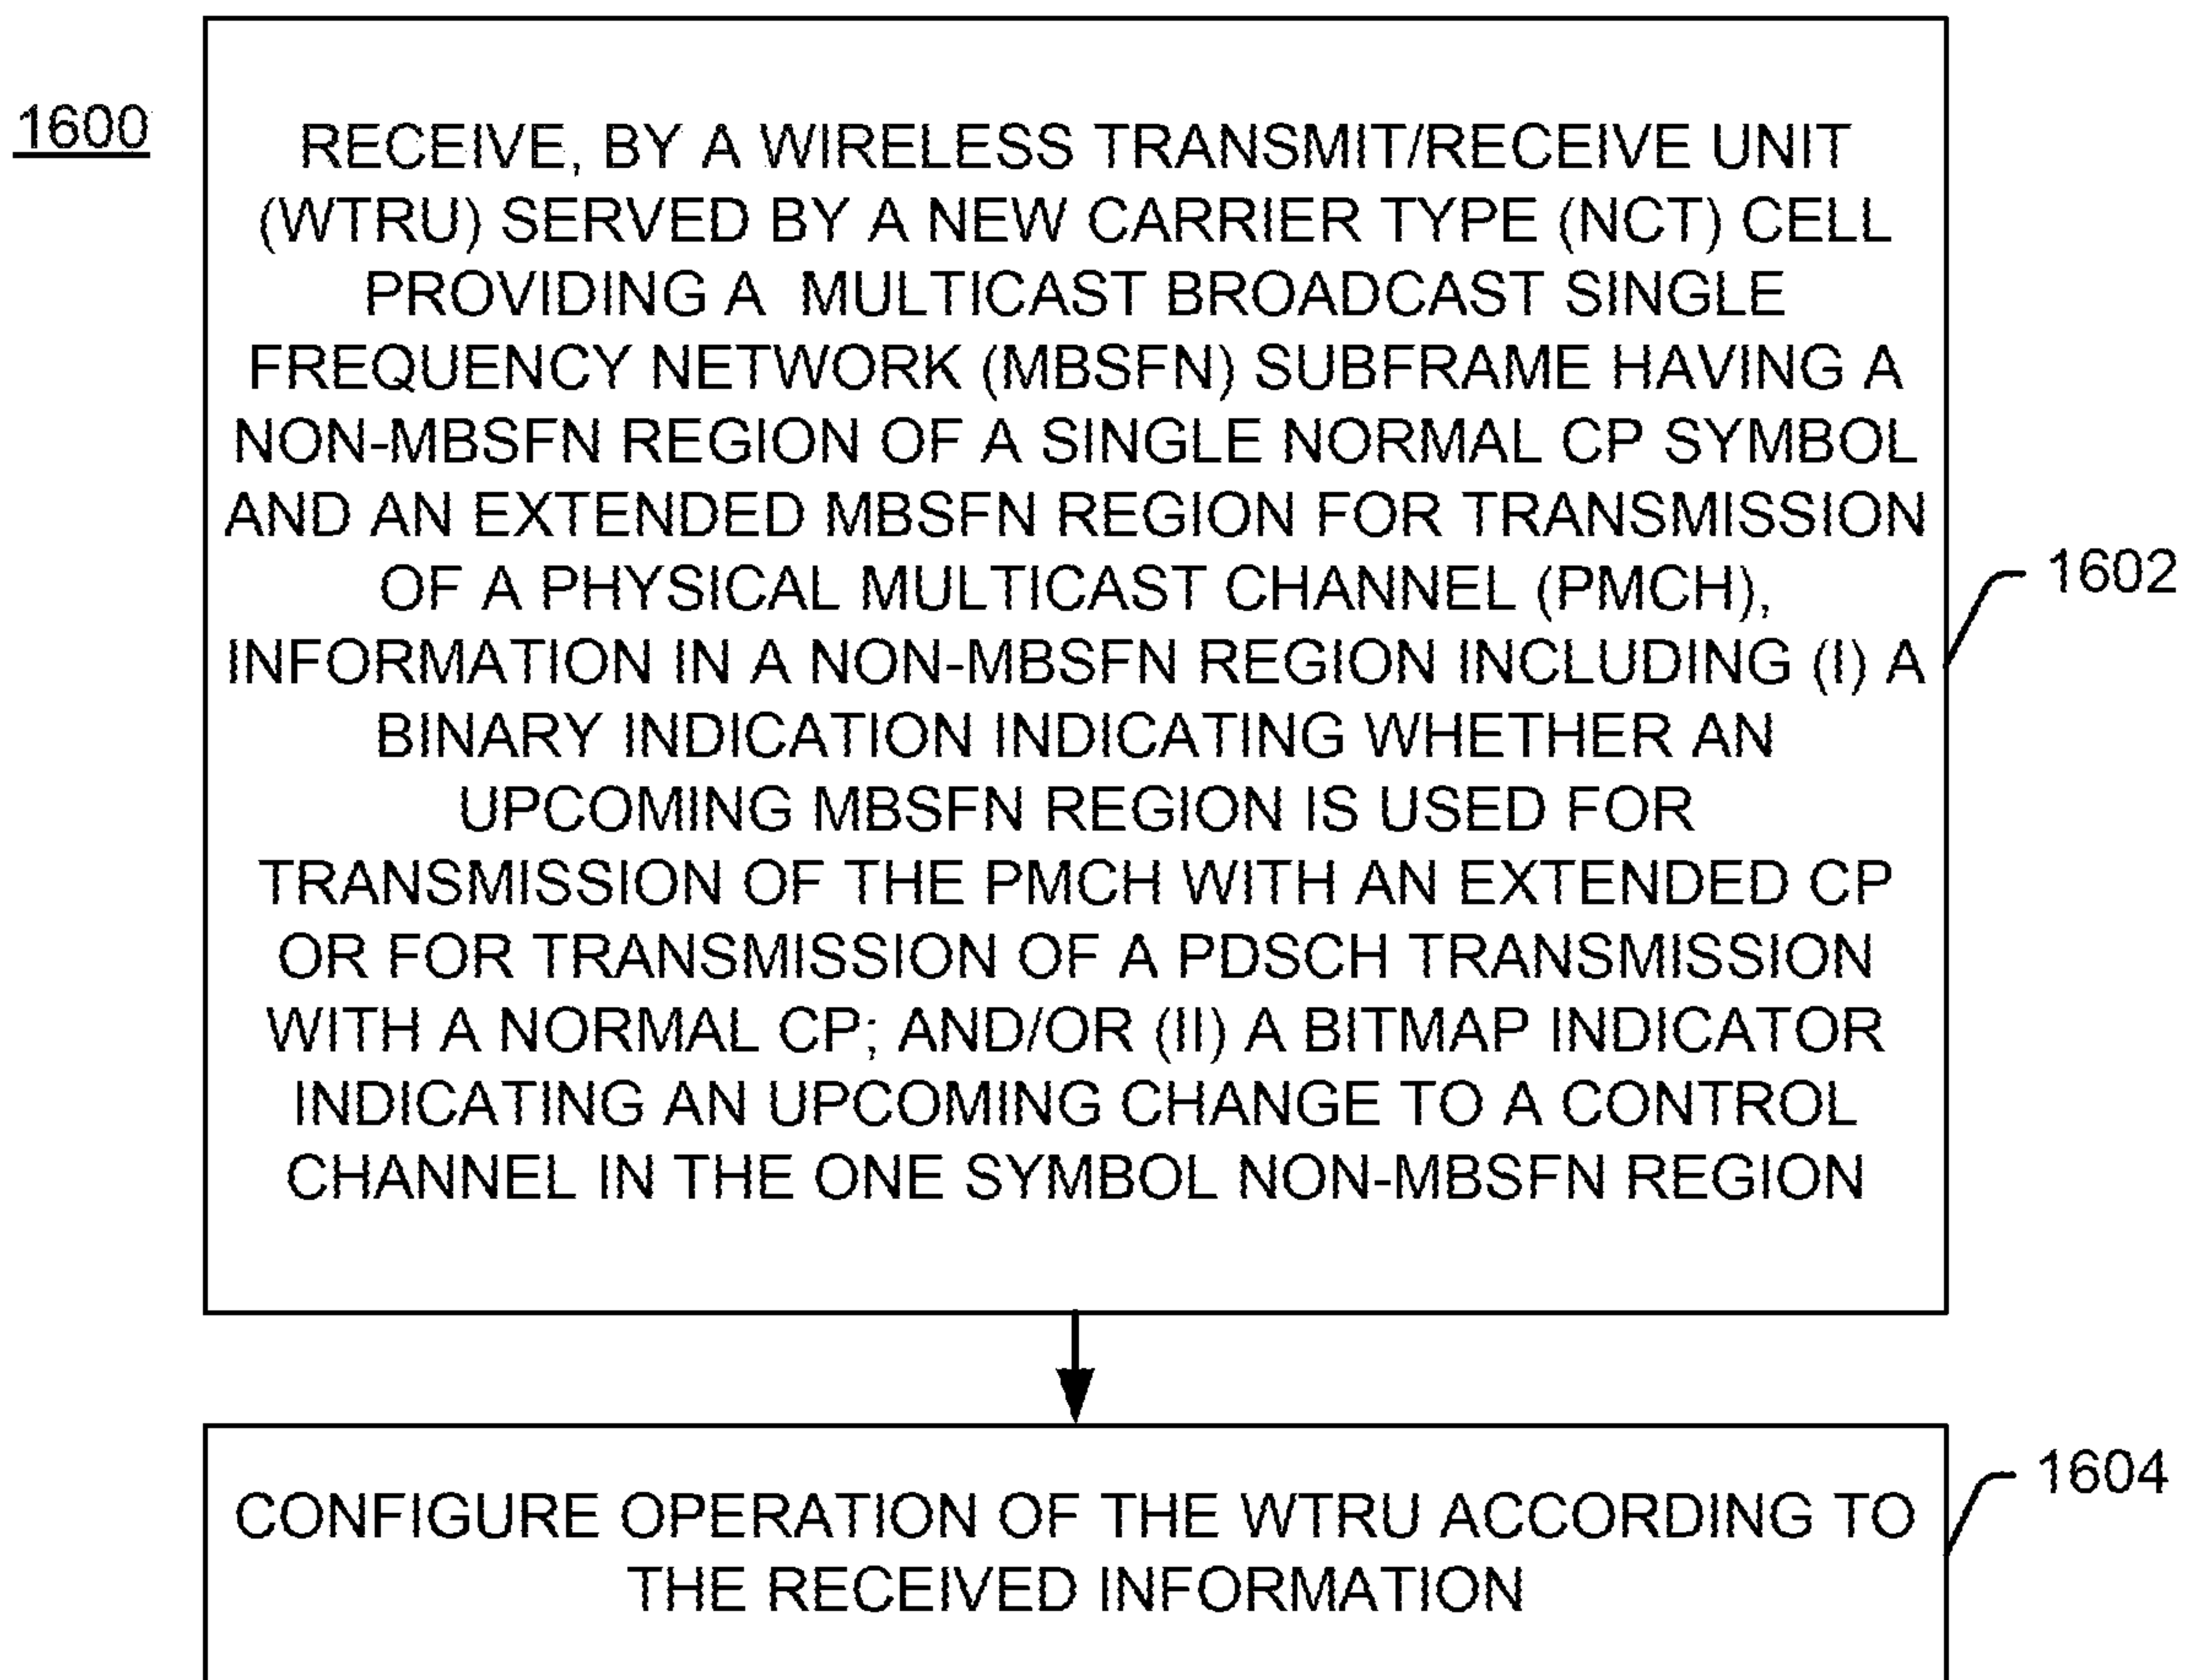 1600
RECEIVE, BY A WIRELESS TRANSMIT/RECEIVE UNIT
(WTRU) SERVED BY A NEW CARRIER TYPE (NCT) CELL
PROVIDING A MULTICAST BROADCAST SINGLE
FREQUENCY NETWORK (MBSFN) SUBFRAME HAVING A
NON-MBSFN REGION OF A SINGLE NORMAL CP SYMBOL
AND AN EXTENDED MBSFN REGION FOR TRANSMISSION
OF A PHYSICAL MULTICAST CHANNEL (PMCH),
INFORMATION IN A NON-MBSFN REGION INCLUDING (I) A
BINARY INDICATION INDICATING WHETHER AN
UPCOMING MBSFN REGION IS USED FOR
TRANSMISSION OF THE PMCH WITH AN EXTENDED CP
OR FOR TRANSMISSION OF A PDSCH TRANSMISSION
WITH A NORMAL CP; AND/OR (II) A BITMAP INDICATOR
INDICATING AN UPCOMING CHANGE TO A CONTROL
CHANNEL IN THE ONE SYMBOL NON-MBSFN REGION
1602
CONFIGURE OPERATION OF THE WTRU ACCORDING TO
THE RECEIVED INFORMATION
1604